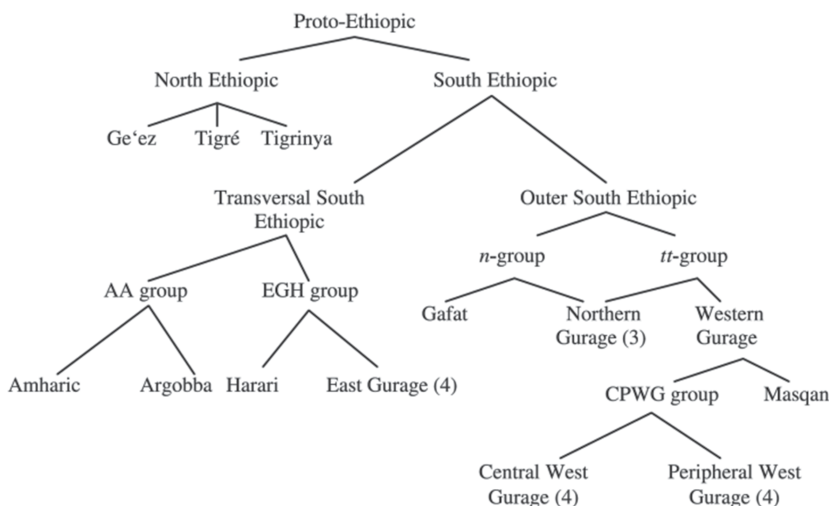 Proto-Ethiopic
North Ethiopic
South Ethiopic
Ge‘ez
Tigré
Tigrinya
Transversal South
Ethiopic
Outer South Ethiopic
n-group
tt-group
AA group
EGH group
Gafat
Northern
Gurage (3)
Western
Gurage
Amharic
Argobba
Harari
East Gurage (4)
CPWG group
Masqan
Central West
Gurage (4)
Peripheral West
Gurage (4)